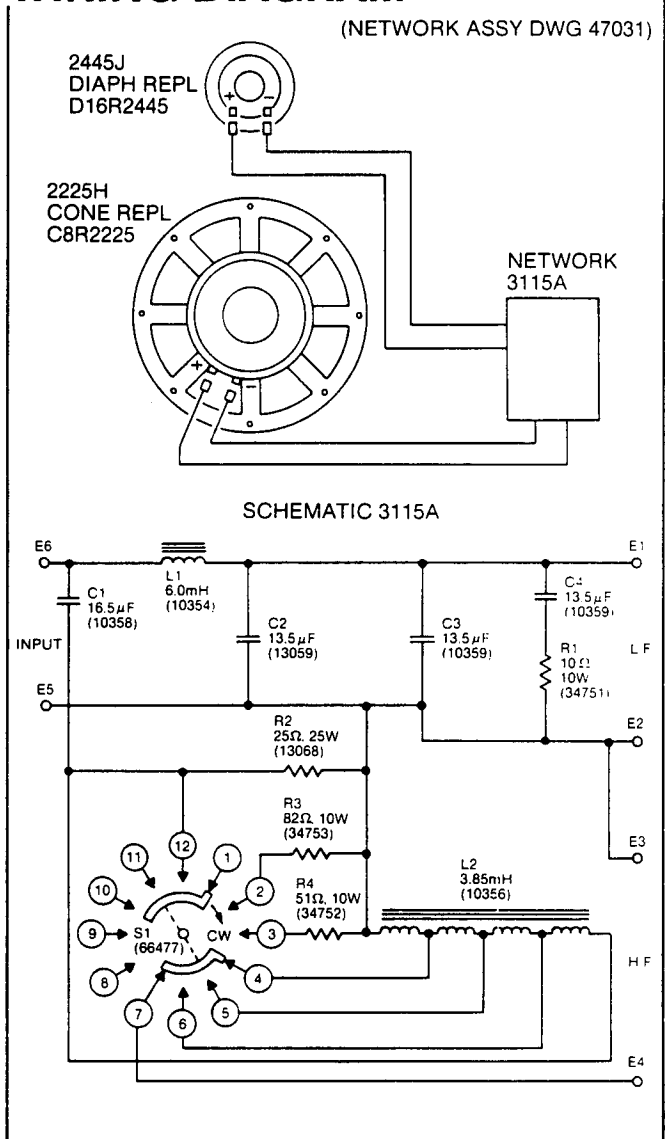 (NETWORK ASSY DWG 47031)
2445J
DIAPH REPL
D16R2445
+ −
2225H
CONE REPL
C8R2225
+ −
NETWORK
3115A
SCHEMATIC 3115A
E6
L1
6.0mH
(10354)
C1
16.5µF
(10358)
INPUT
E5
C2
13.5µF
(13059)
C3
13.5µF
(10359)
C4
13.5µF
(10359)
R1
10Ω
10W
(34751)
E1
LF
E2
E3
R2
25Ω, 25W
(13068)
R3
82Ω, 10W
(34753)
R4
51Ω, 10W
(34752)
L2
3.85mH
(10356)
12
1
11
2
10
3
9
S1
(66477)
CW
8
4
7
6
5
HF
E4